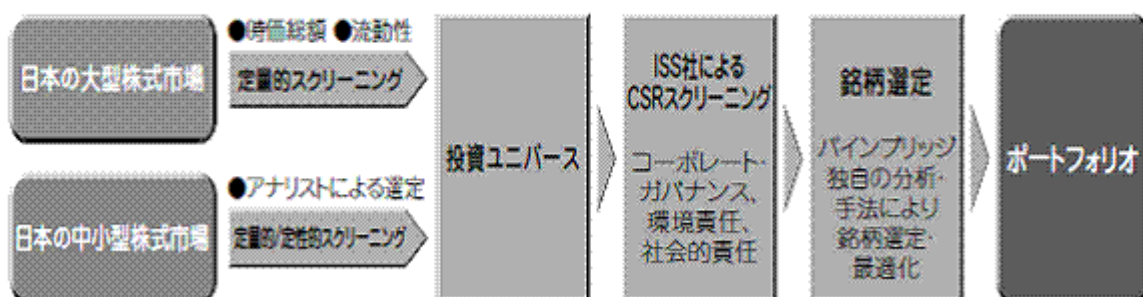 日本の大型株式市場
●時価総額 ●流動性
定量的スクリーニング
日本の中小型株式市場
●アナリストによる選定
定量的/定性的スクリーニング
投資ユニバース
ISS社による
CSRスクリーニング
コーポレート・
ガバナンス、
環境責任、
社会的責任
銘柄選定
パインブリッジ
独自の分析・
手法により
銘柄選定・
最適化
ポートフォリオ